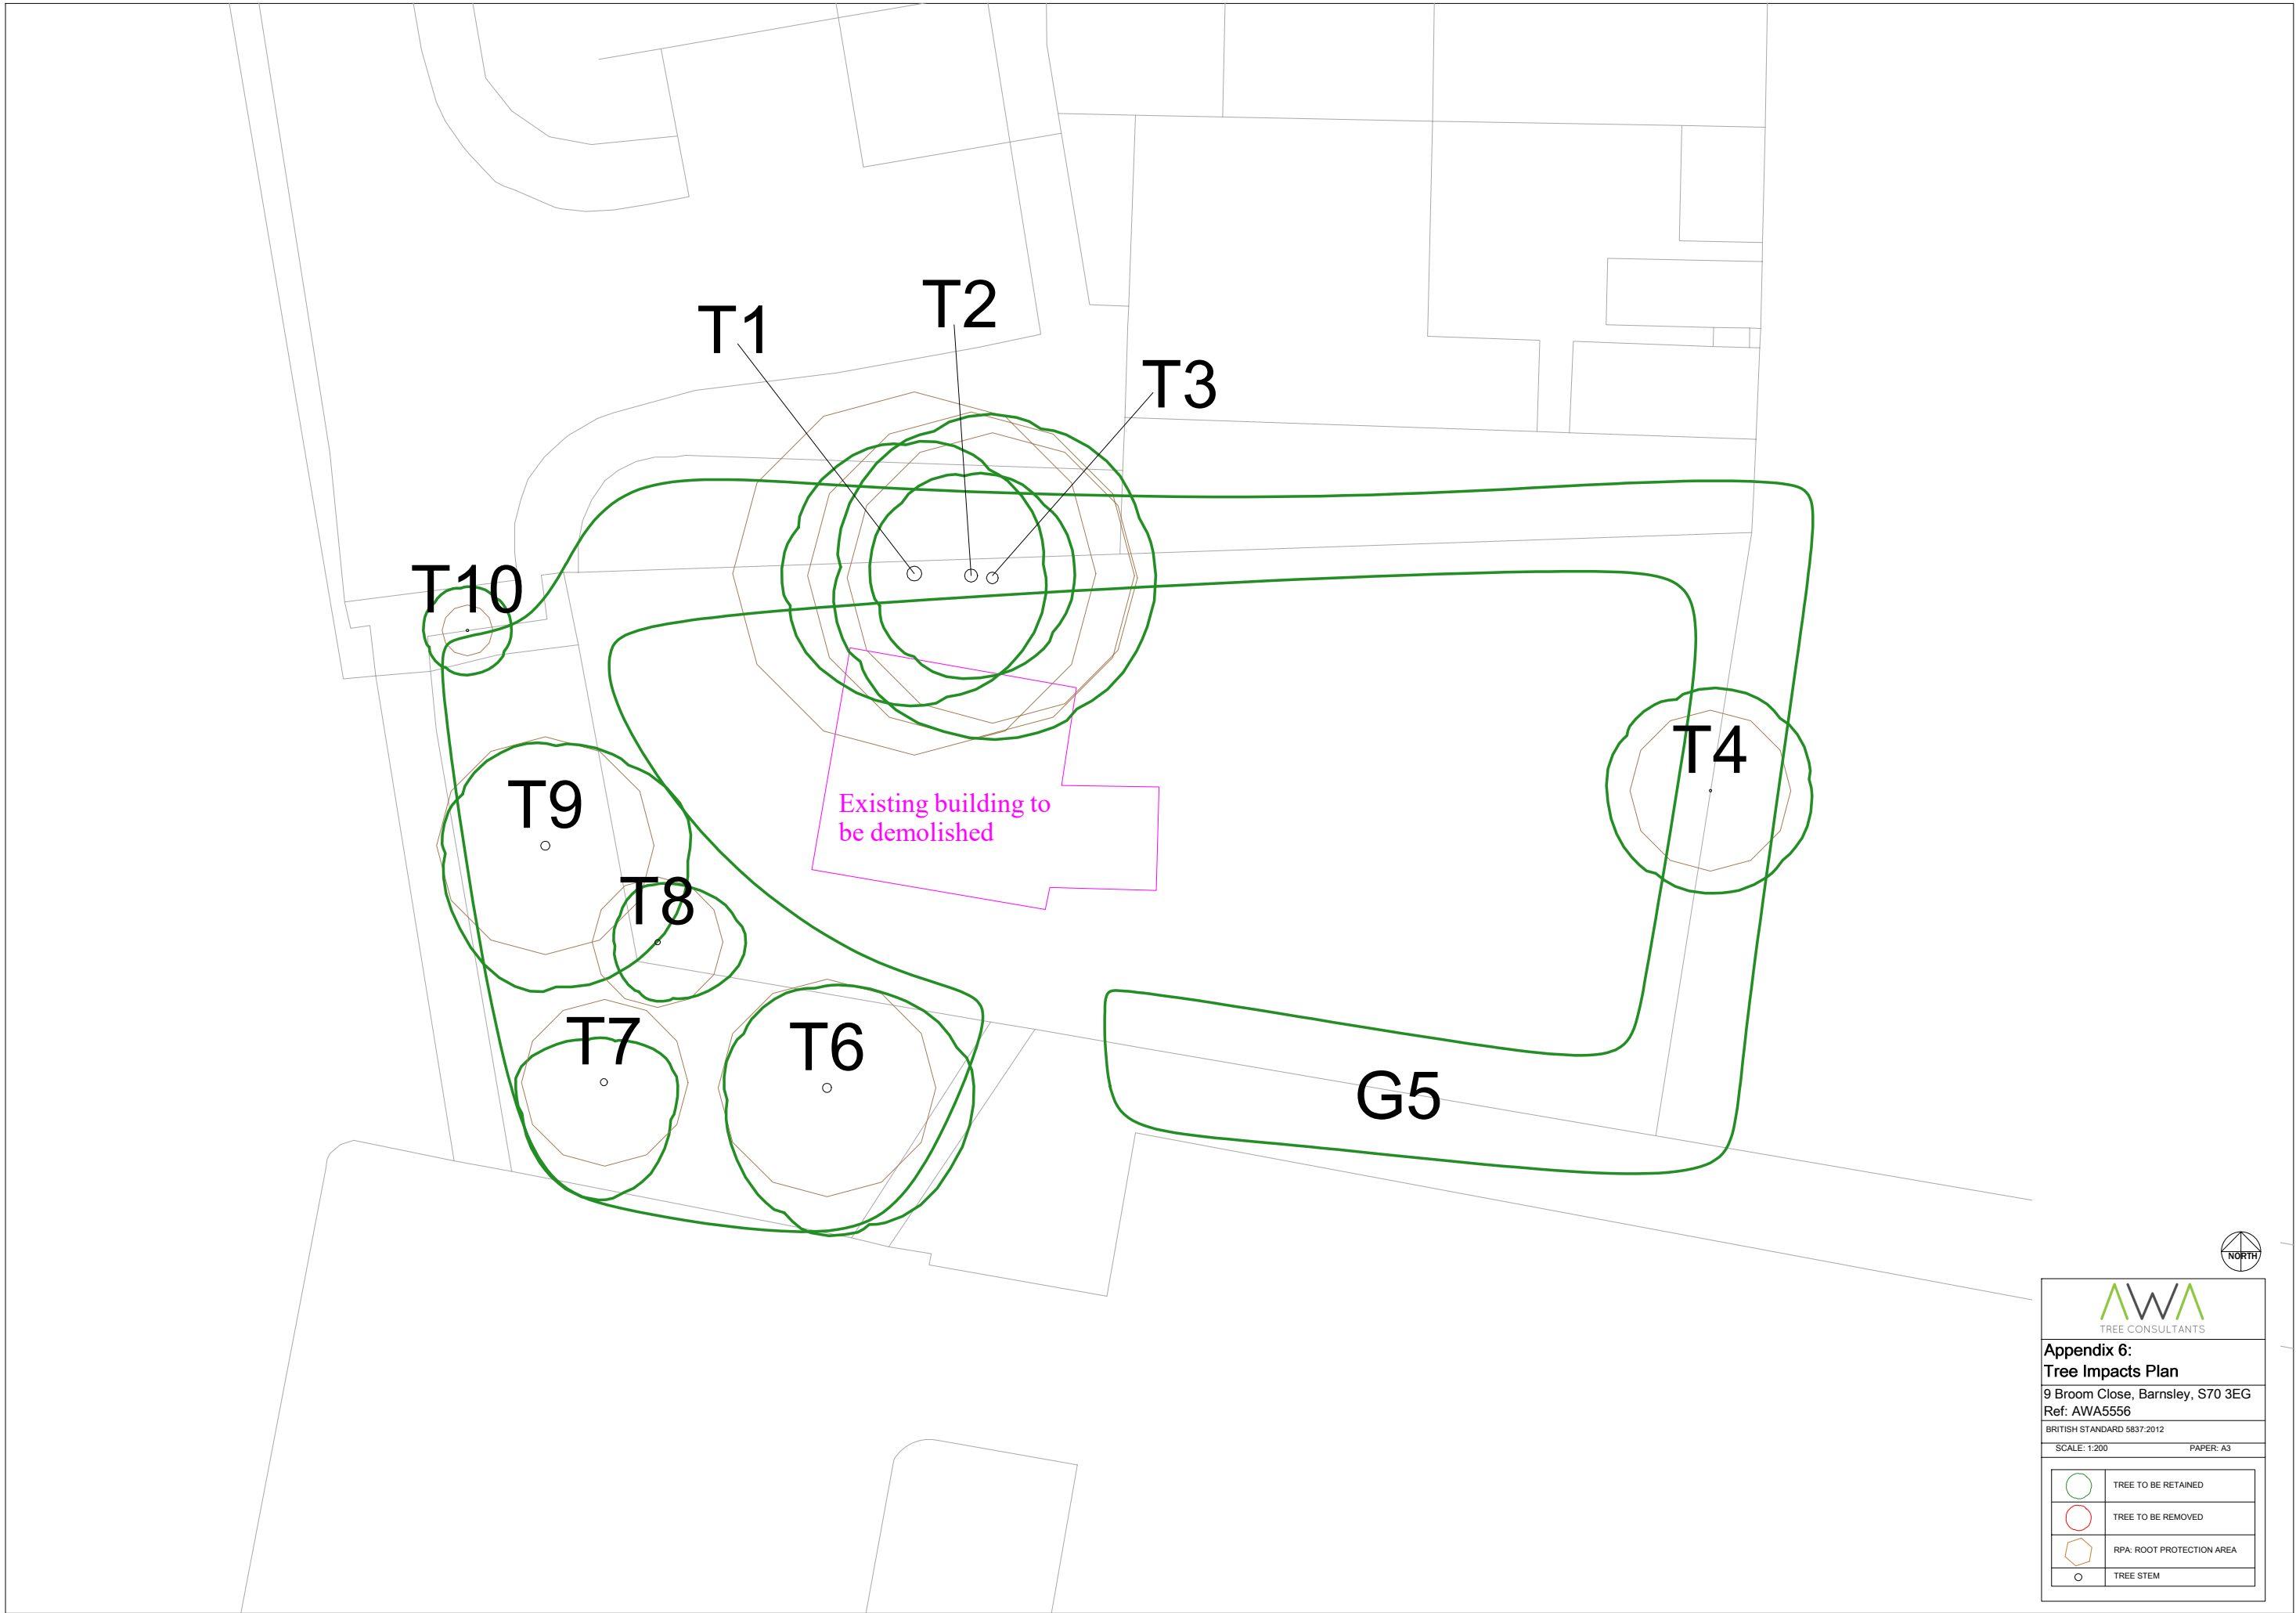 T1
T2
T3
T10
T4
T9
Existing building to
be demolished
T8
T7
T6
G5
NORTH
AWA
TREE CONSULTANTS
Appendix 6:
Tree Impacts Plan
9 Broom Close, Barnsley, S70 3EG
Ref: AWA5556
BRITISH STANDARD 5837:2012
SCALE: 1:200 PAPER: A3
TREE TO BE RETAINED
TREE TO BE REMOVED
RPA: ROOT PROTECTION AREA
TREE STEM